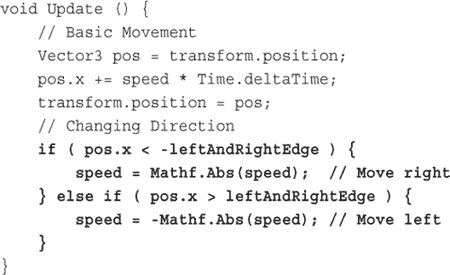 void Update () {
    // Basic Movement
    Vector3 pos = transform.position;
    pos.x += speed * Time.deltaTime;
    transform.position = pos;
    // Changing Direction
    if ( pos.x < -leftAndRightEdge ) {
        speed = Mathf.Abs(speed);  // Move right
    } else if ( pos.x > leftAndRightEdge ) {
        speed = -Mathf.Abs(speed); // Move left
    }
}